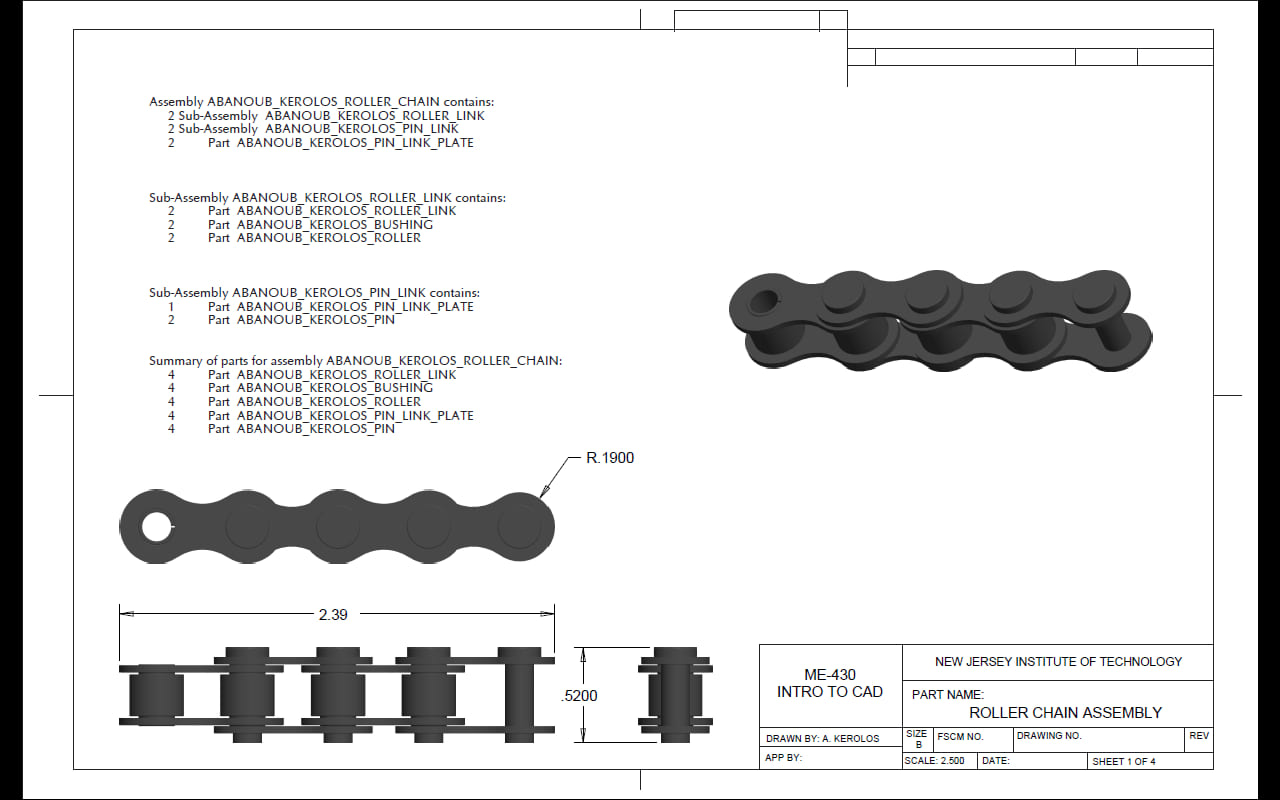 Assembly ABANOUB_KEROLOS_ROLLER_CHAIN contains:
2 Sub-Assembly ABANOUB_KEROLOS_ROLLER_LINK
2 Sub-Assembly ABANOUB_KEROLOS_PIN_LINK
2 Part ABANOUB_KEROLOS_PIN_LINK_PLATE
Sub-Assembly ABANOUB_KEROLOS_ROLLER_LINK contains:
2 Part ABANOUB_KEROLOS_ROLLER_LINK
2 Part ABANOUB_KEROLOS_BUSHING
2 Part ABANOUB_KEROLOS_ROLLER
Sub-Assembly ABANOUB_KEROLOS_PIN_LINK contains:
1 Part ABANOUB_KEROLOS_PIN_LINK_PLATE
2 Part ABANOUB_KEROLOS_PIN
Summary of parts for assembly ABANOUB_KEROLOS_ROLLER_CHAIN:
4 Part ABANOUB_KEROLOS_ROLLER_LINK
4 Part ABANOUB_KEROLOS_BUSHING
4 Part ABANOUB_KEROLOS_ROLLER
4 Part ABANOUB_KEROLOS_PIN_LINK_PLATE
4 Part ABANOUB_KEROLOS_PIN
R.1900
2.39
.5200
ME-430
INTRO TO CAD
NEW JERSEY INSTITUTE OF TECHNOLOGY
PART NAME:
ROLLER CHAIN ASSEMBLY
DRAWN BY: A. KEROLOS
SIZE
B
FSCM NO.
DRAWING NO.
REV
APP BY:
SCALE: 2.500
DATE:
SHEET 1 OF 4